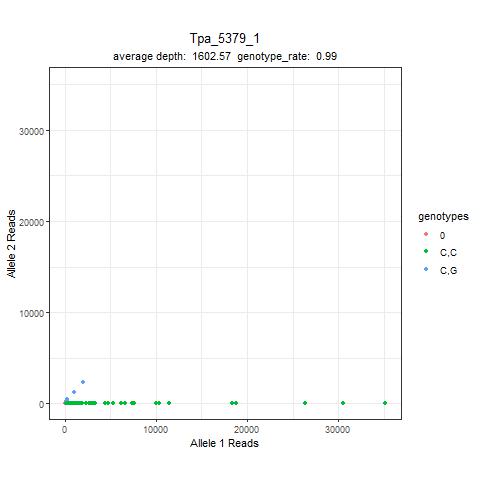 Tpa_5379_1
average depth:  1602.57  genotype_rate:  0.99
Allele 2 Reads
30000
20000
10000
0
0 10000 20000 30000
Allele 1 Reads
genotypes
0
C,C
C,G